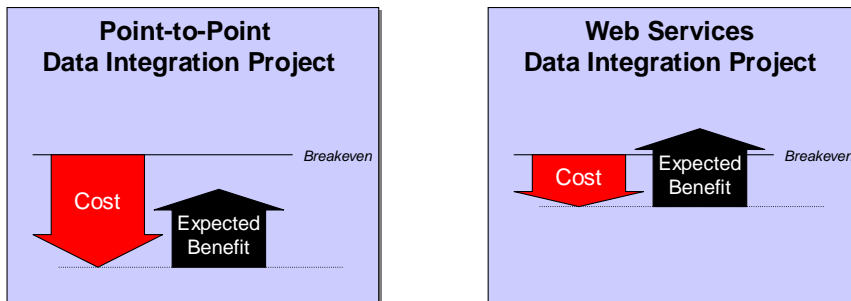 Point-to-Point
Data Integration Project
Breakeven
Cost
Expected
Benefit
Web Services
Data Integration Project
Breakeven
Cost
Expected
Benefit